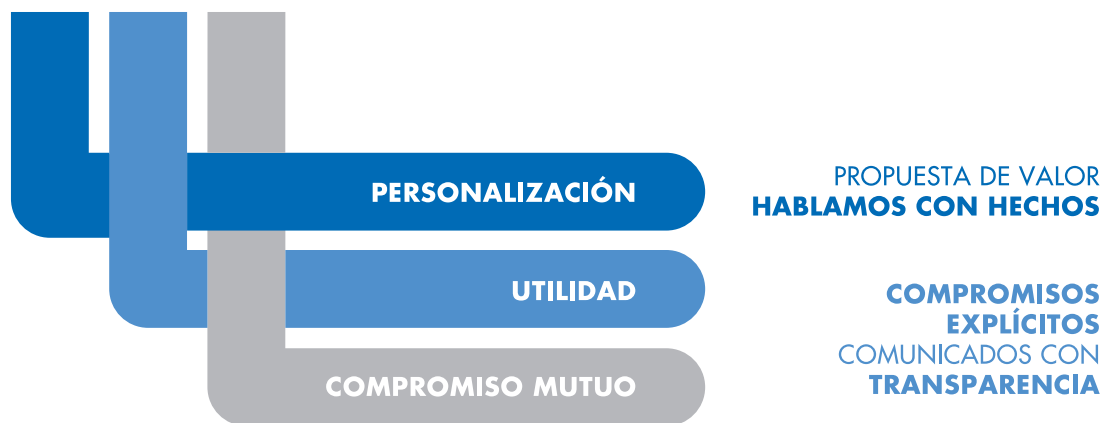 PERSONALIZACIÓN
UTILIDAD
COMPROMISO MUTUO
PROPUESTA DE VALOR
HABLAMOS CON HECHOS
COMPROMISOS
EXPLÍCITOS
COMUNICADOS CON
TRANSPARENCIA